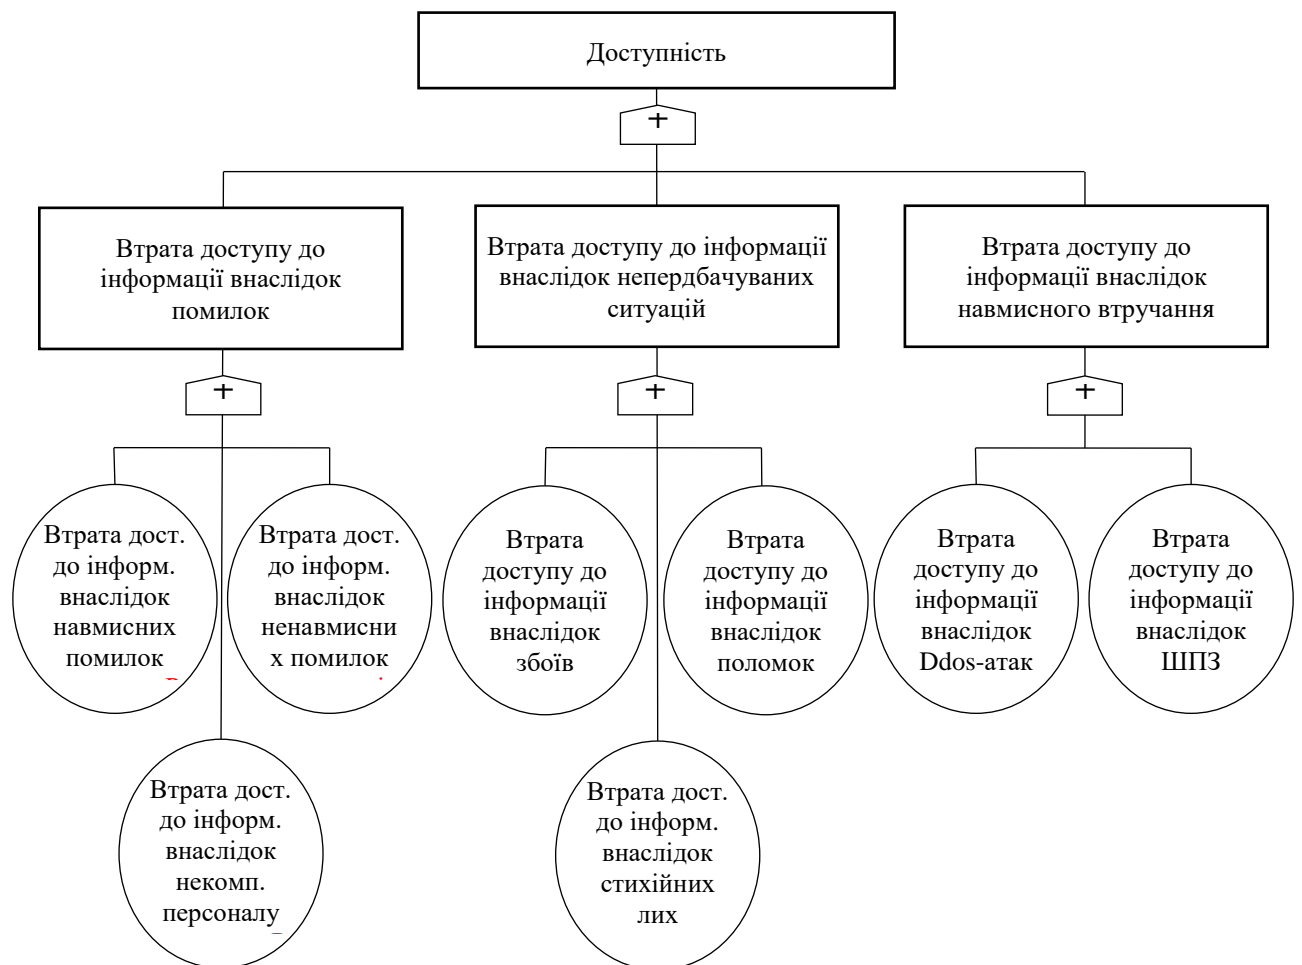 Доступність
+
Втрата доступу до
інформації внаслідок
помилок
Втрата доступу до інформації
внаслідок непердбачуваних
ситуацій
Втрата доступу до
інформації внаслідок
навмисного втручання
+
+
+
Втрата дост.
до інформ.
внаслідок
навмисних
помилок
Втрата дост.
до інформ.
внаслідок
ненавмисни
х помилок
Втрата
доступу до
інформації
внаслідок
збоїв
Втрата
доступу до
інформації
внаслідок
поломок
Втрата
доступу до
інформації
внаслідок
Ddos-атак
Втрата
доступу до
інформації
внаслідок
ШПЗ
Втрата дост.
до інформ.
внаслідок
некомп.
персоналу
Втрата дост.
до інформ.
внаслідок
стихійних
лих